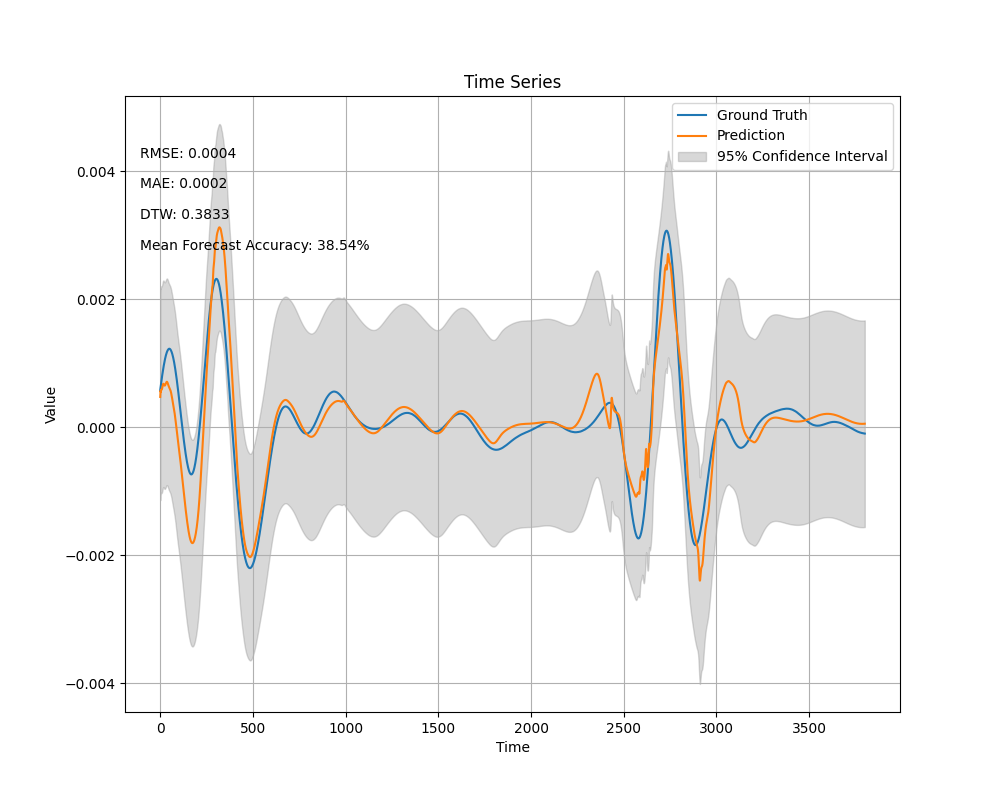 Time Series
Ground Truth
Prediction
95% Confidence Interval
RMSE: 0.0004
MAE: 0.0002
DTW: 0.3833
Mean Forecast Accuracy: 38.54%
0.004
0.002
0.000
−0.002
−0.004
Value
0 500 1000 1500 2000 2500 3000 3500
Time